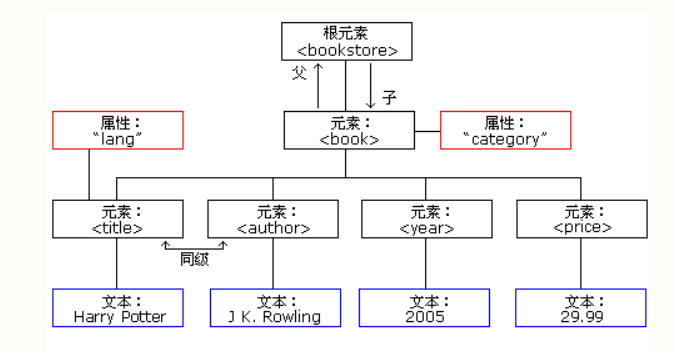 根元素
<bookstore>
父
子
属性：
“lang”
元素：
<book>
属性：
“category”
元素：
<title>
元素：
<author>
元素：
<year>
元素：
<price>
同级
文本：
Harry Potter
文本：
J K. Rowling
文本：
2005
文本：
29.99